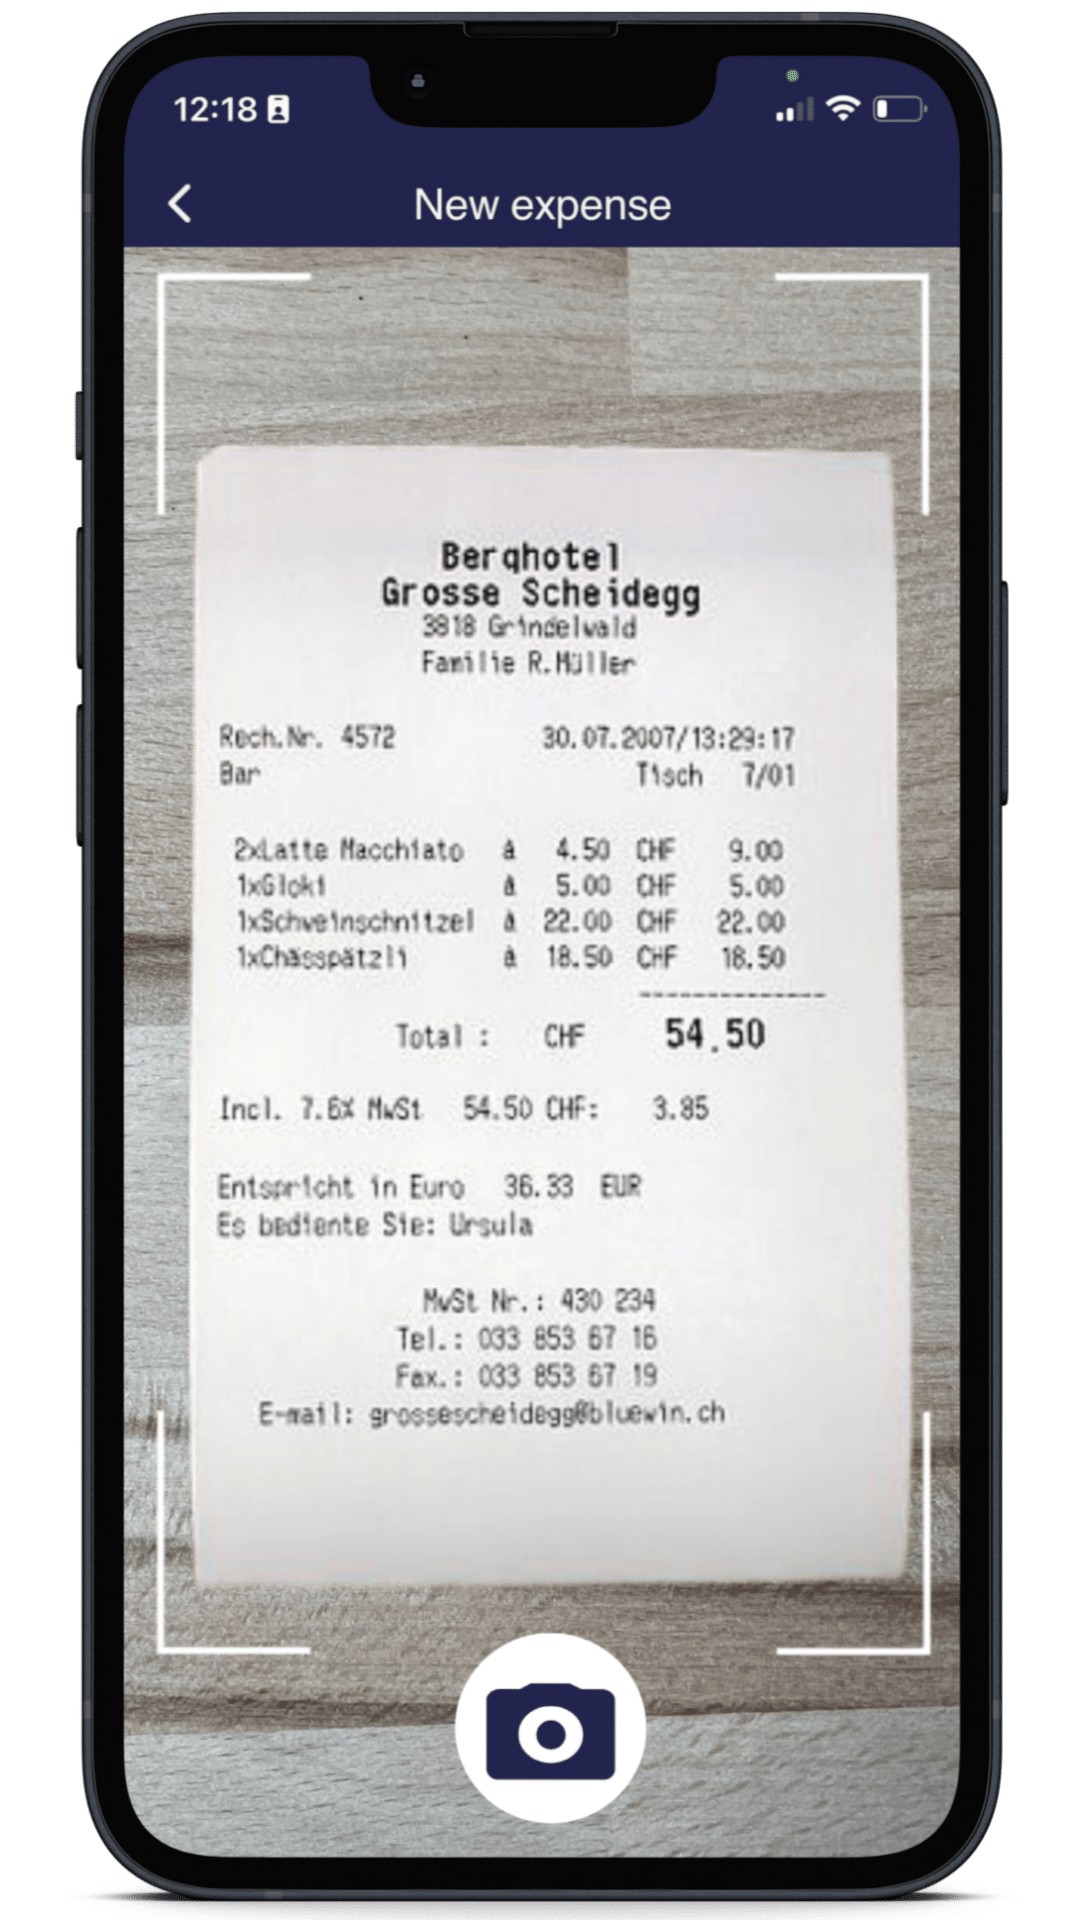 12:18
New expense
Berghotel
Grosse Scheidegg
3818 Grindelwald
Familie R.Müller
Rech.Nr. 4572 30.07.2007/13:29:17
Bar Tisch 7/01
2xLatte Macchiato à 4.50 CHF 9.00
1xGloki à 5.00 CHF 5.00
1xSchweinschnitzel à 22.00 CHF 22.00
1xChässpätzli à 18.50 CHF 18.50
Total : CHF 54.50
Incl. 7.6% MwSt 54.50 CHF: 3.85
Entspricht in Euro 36.33 EUR
Es bediente Sie: Ursula
MwSt Nr.: 430 234
Tel.: 033 853 67 16
Fax.: 033 853 67 19
E-mail: grossescheidegg@bluewin.ch